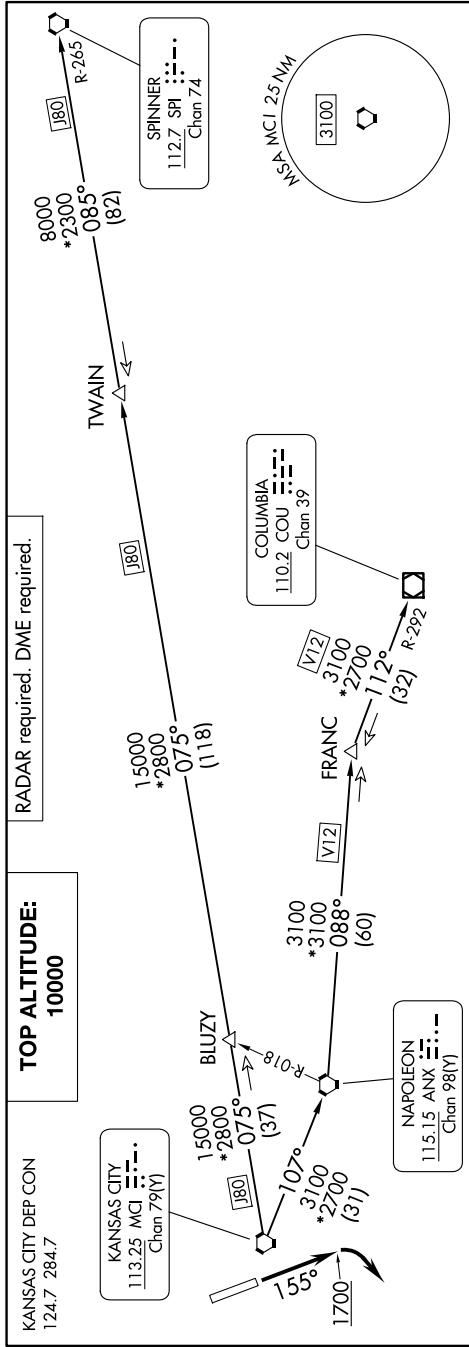 KANSAS CITY DEP CON
124.7 284.7
TOP ALTITUDE:
10000
RADAR required. DME required.
KANSAS CITY
113.25 MCI
Chan 79(Y)
J80
15000
*2800
075°
(37)
BLUZY
15000
*2800
075°
(118)
J80
TWAIN
8000
*2300
085°
(82)
J80
R-265
SPINNER
112.7 SPI
Chan 74
155°
1700
107°
3100
*2700
(31)
R-018
NAPOLEON
115.15 ANX
Chan 98(Y)
3100
*3100
088°
(60)
V12
FRANC
V12
3100
*2700
112°
(32)
R-292
COLUMBIA
110.2 COU
Chan 39
MSA MCI 25 NM
3100